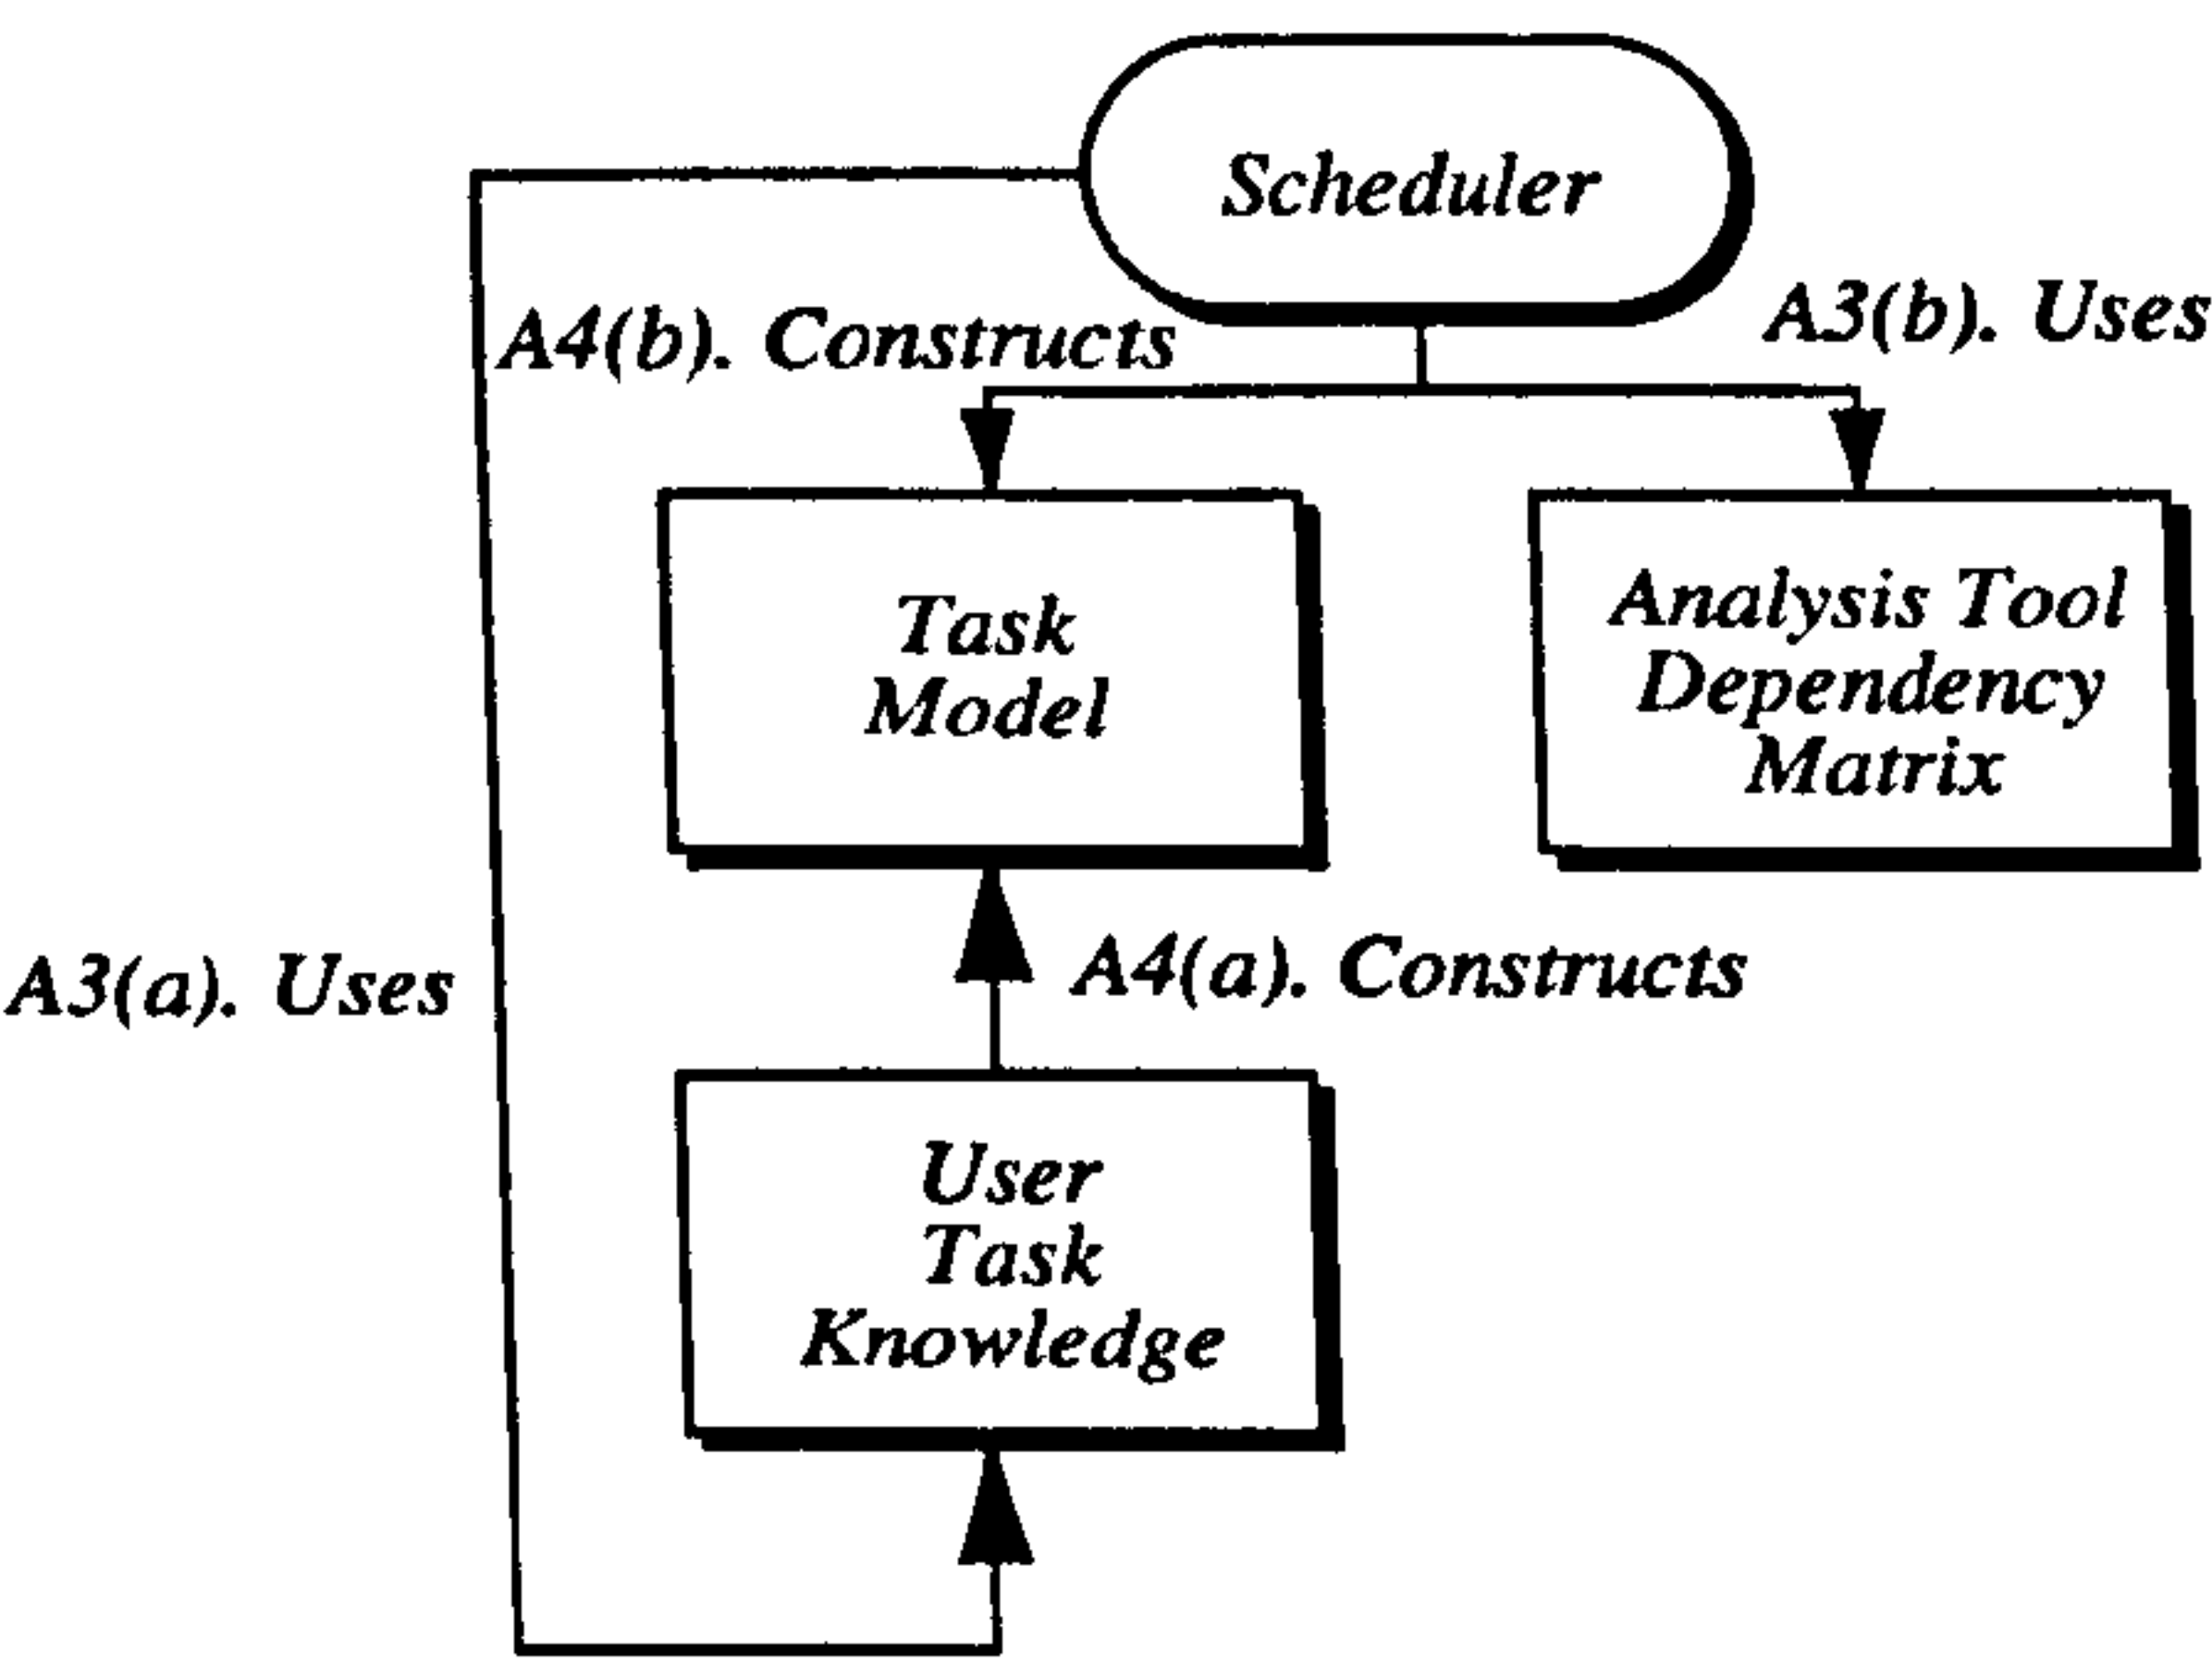 Scheduler
A4(b). Constructs
A3(b). Uses
Task
Model
Analysis Tool
Dependency
Matrix
A3(a). Uses
A4(a). Constructs
User
Task
Knowledge